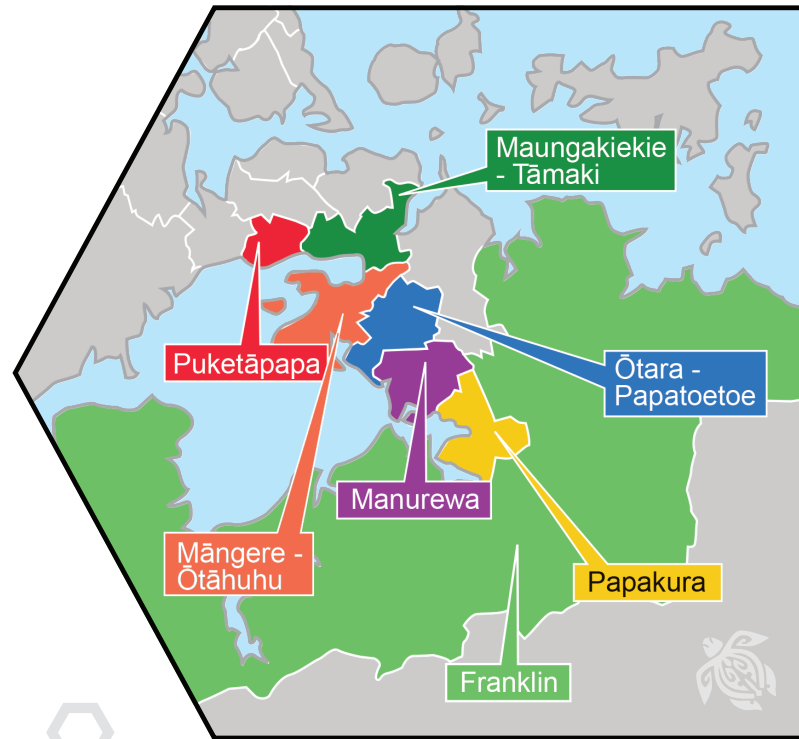 Maungakiekie
- Tāmaki
Puketāpapa
Ōtara -
Papatoetoe
Manurewa
Māngere -
Ōtāhuhu
Papakura
Franklin